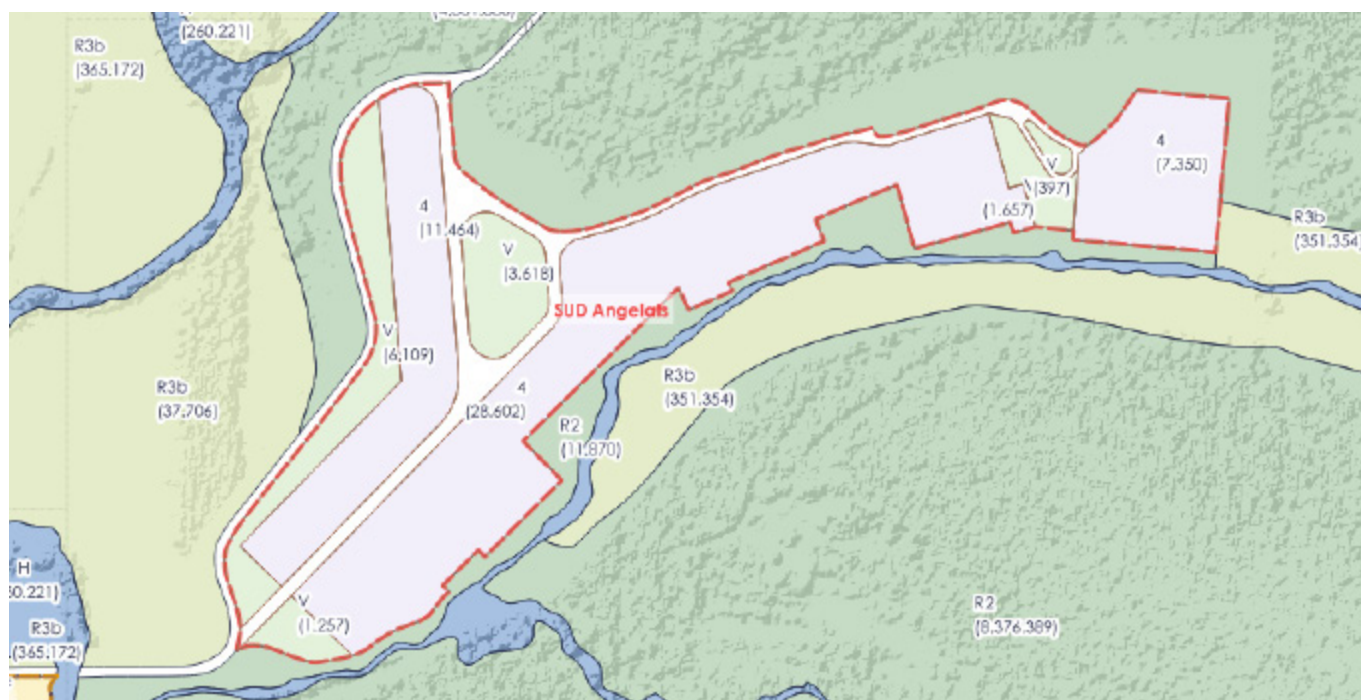 (260.221)
R3b
(365.172)
4
(7.350)
V
(397)
(1.657)
4
(11.464)
V
(3.618)
R3b
(351.354)
SUD Angelats
V
(6.109)
R3b
(37.706)
4
(28.602)
R3b
(351.354)
R2
(11.870)
H
R3b
(365.172)
V
(1.257)
R2
(8.376.389)